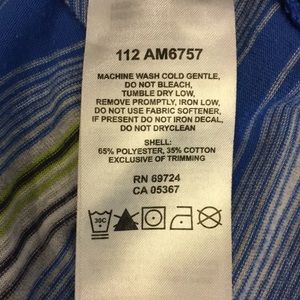 112 AM6757
MACHINE WASH COLD GENTLE,
DO NOT BLEACH,
TUMBLE DRY LOW,
REMOVE PROMPTLY, IRON LOW,
DO NOT USE FABRIC SOFTENER,
IF PRESENT DO NOT IRON DECAL,
DO NOT DRYCLEAN
SHELL:
65% POLYESTER, 35% COTTON
EXCLUSIVE OF TRIMMING
RN 69724
CA 05367
30C